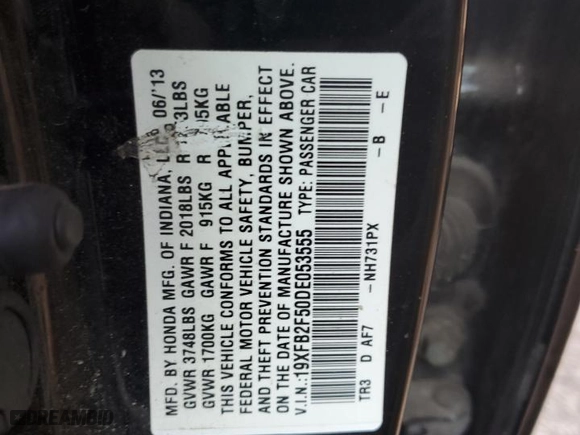 MFD. BY HONDA MFG. OF INDIANA, 06/'13
GVWR 3748LBS GAWR F 2018LBS R
GVWR 1700KG GAWR F 915KG R
THIS VEHICLE CONFORMS TO ALL APPLICABLE
FEDERAL MOTOR VEHICLE SAFETY, BUMPER,
AND THEFT PREVENTION STANDARDS IN EFFECT
ON THE DATE OF MANUFACTURE SHOWN ABOVE.
V.I.N.:19XFB2F50DE053555 TYPE: PASSENGER CAR
TR3 D AF7 -NH731PX -B -E
DREAMBID